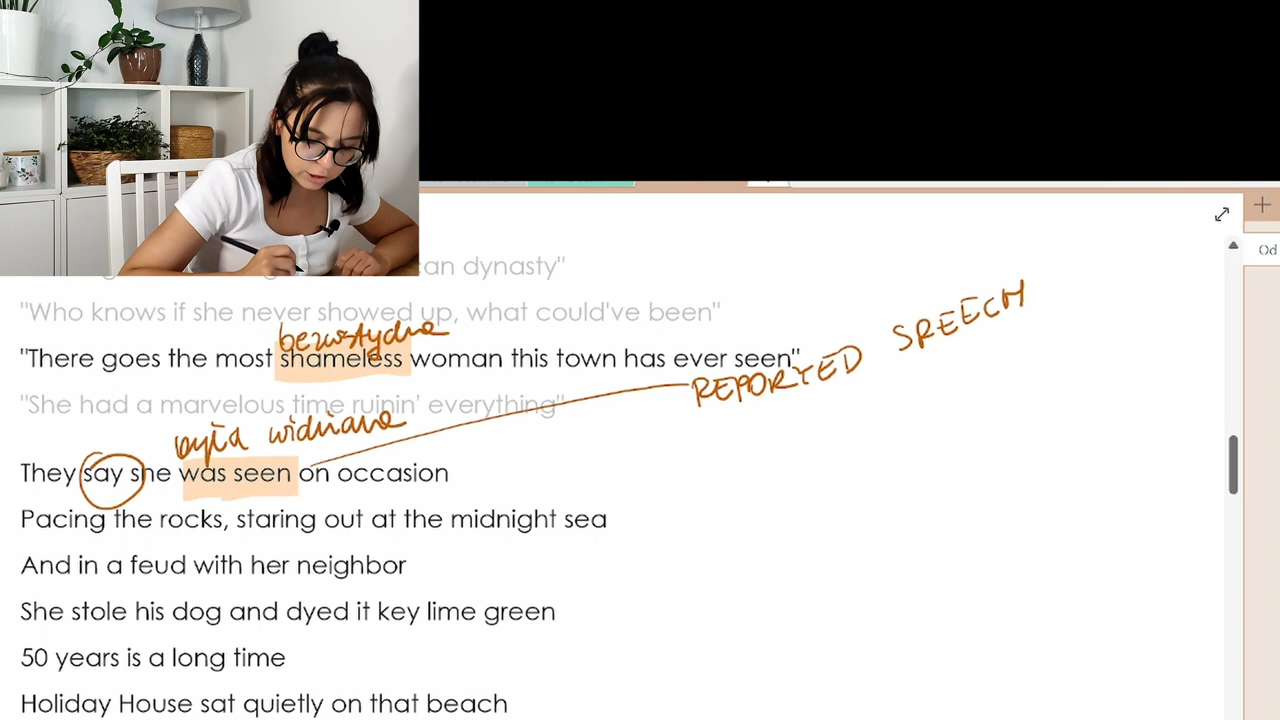 can dynasty"
"Who knows if she never showed up, what could've been"
bezwstydna
"There goes the most shameless woman this town has ever seen"
REPORTED SREECH
"She had a marvelous time ruinin' everything"
była widziana
They say she was seen on occasion
Pacing the rocks, staring out at the midnight sea
And in a feud with her neighbor
She stole his dog and dyed it key lime green
50 years is a long time
Holiday House sat quietly on that beach
Od